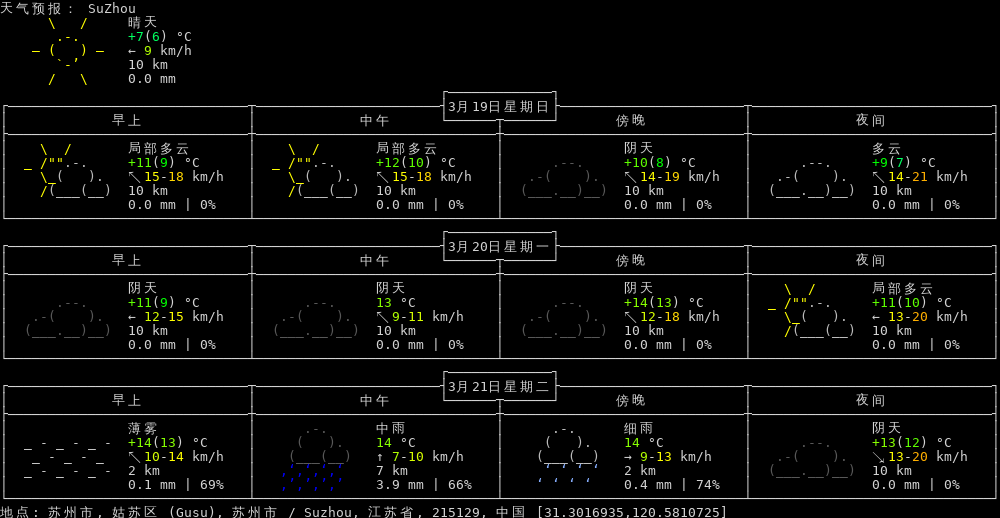 天气预报: SuZhou
晴天
+7(6) °C
← 9 km/h
10 km
0.0 mm
3月19日星期日
早上 中午 傍晚 夜间
局部多云 局部多云 阴天 多云
+11(9) °C +12(10) °C +10(8) °C +9(7) °C
↖ 15-18 km/h ↖ 15-18 km/h ↖ 14-19 km/h ↖ 14-21 km/h
10 km 10 km 10 km 10 km
0.0 mm | 0% 0.0 mm | 0% 0.0 mm | 0% 0.0 mm | 0%
3月20日星期一
早上 中午 傍晚 夜间
阴天 阴天 阴天 局部多云
+11(9) °C 13 °C +14(13) °C +11(10) °C
← 12-15 km/h ↖ 9-11 km/h ↖ 12-18 km/h ← 13-20 km/h
10 km 10 km 10 km 10 km
0.0 mm | 0% 0.0 mm | 0% 0.0 mm | 0% 0.0 mm | 0%
3月21日星期二
早上 中午 傍晚 夜间
薄雾 中雨 细雨 阴天
+14(13) °C 14 °C 14 °C +13(12) °C
↖ 10-14 km/h ↑ 7-10 km/h → 9-13 km/h ↘ 13-20 km/h
2 km 7 km 2 km 10 km
0.1 mm | 69% 3.9 mm | 66% 0.4 mm | 74% 0.0 mm | 0%
地点: 苏州市, 姑苏区 (Gusu), 苏州市 / Suzhou, 江苏省, 215129, 中国 [31.3016935,120.5810725]